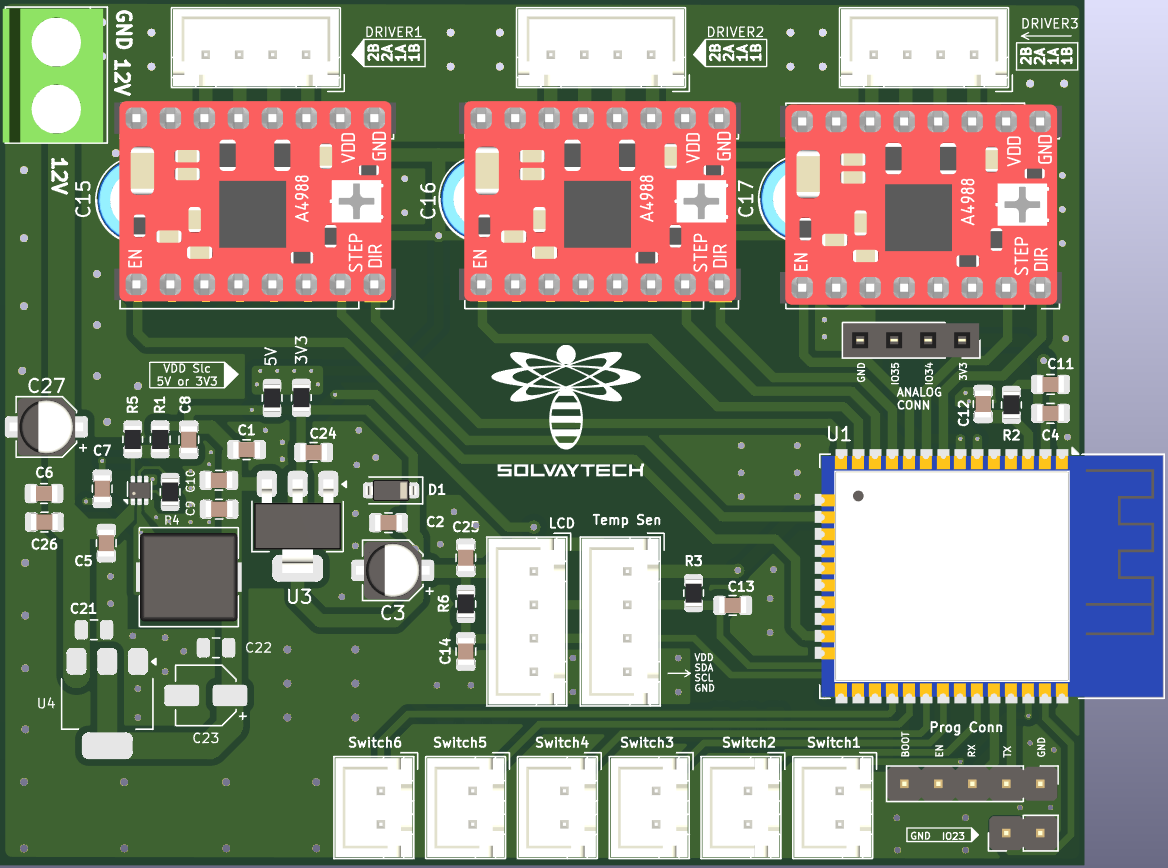 GND 12V
12V
DRIVER1
2B
2A
1A
1B
DRIVER2
2B
2A
1A
1B
DRIVER3
2B
2A
1A
1B
C15
VDD
GND
A4988
EN
STEP
DIR
C16
VDD
GND
A4988
EN
STEP
DIR
C17
VDD
GND
A4988
EN
STEP
DIR
GND
IO35
IO34
3V3
ANALOG
CONN
C11
C12
R2
C4
VDD Slc
5V or 3V3
5V
3V3
C27
+
R5
R1
C8
C1
C24
C7
C6
C10
C9
R4
C26
C5
D1
C2
U3
C3
+
SOLVAYTECH
C25
R6
C14
LCD
Temp Sen
R3
C13
VDD
SDA
SCL
GND
U1
C21
C22
U4
C23
+
Switch6
Switch5
Switch4
Switch3
Switch2
Switch1
Prog Conn
BOOT
EN
RX
TX
GND
GND IO23